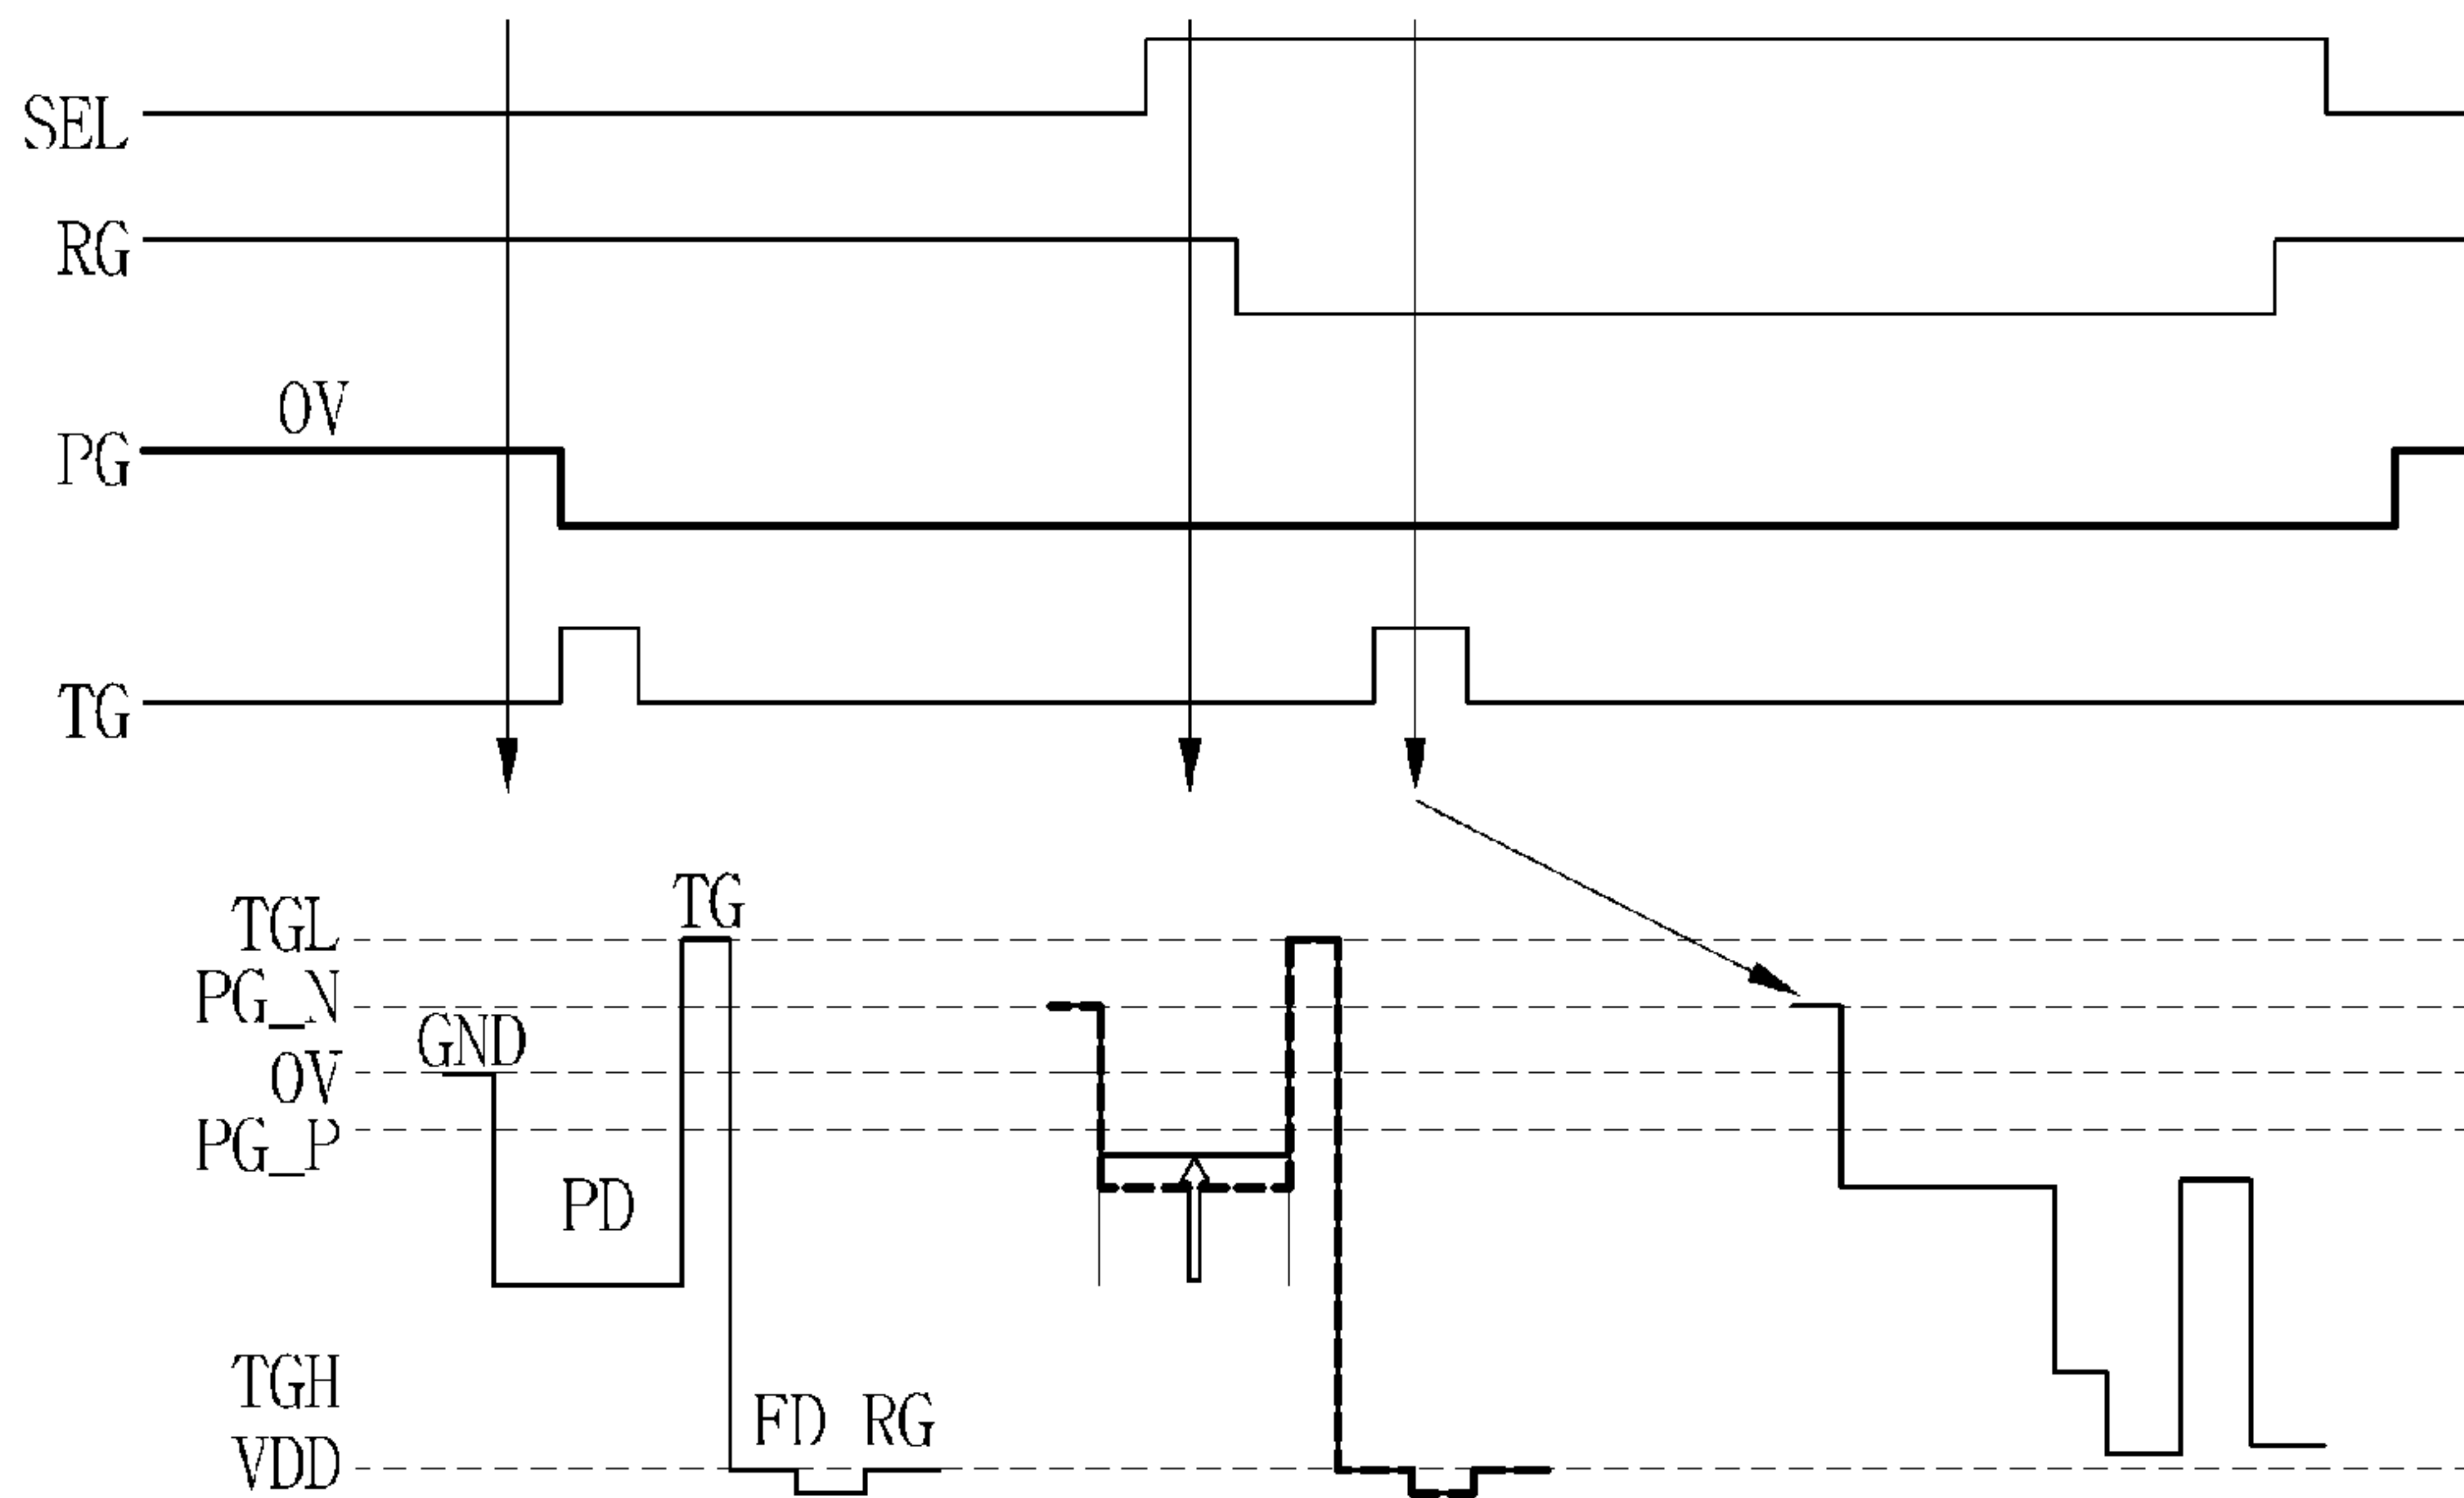 SEL
RG
0V
PG
TG
TG
TGL
PG_N
GND
0V
PG_P
PD
TGH
FD RG
VDD